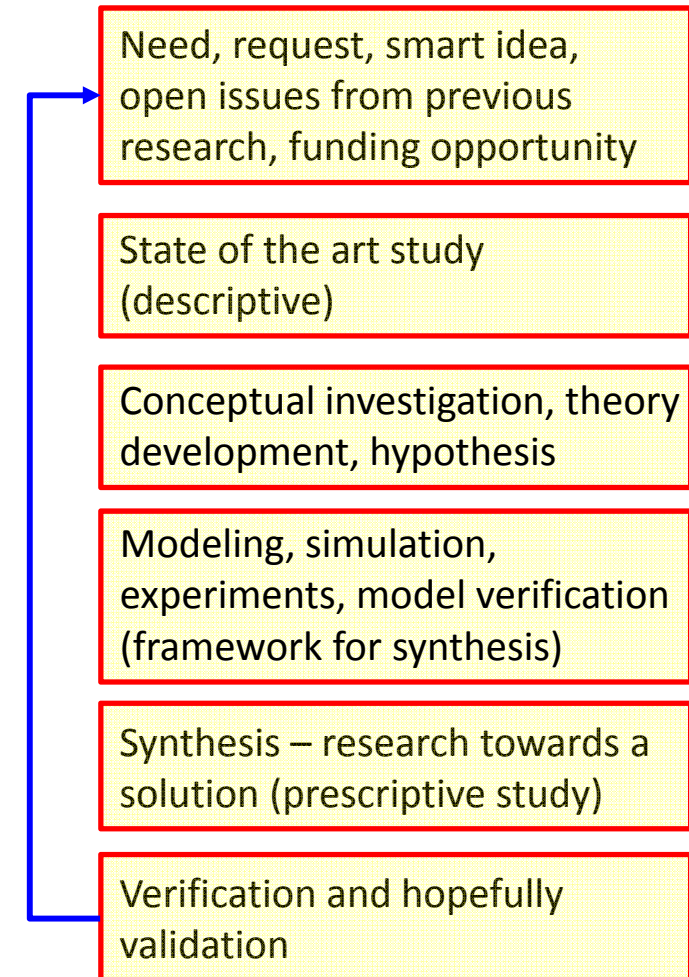 Need, request, smart idea,
open issues from previous
research, funding opportunity
State of the art study
(descriptive)
Conceptual investigation, theory
development, hypothesis
Modeling, simulation,
experiments, model verification
(framework for synthesis)
Synthesis – research towards a
solution (prescriptive study)
Verification and hopefully
validation